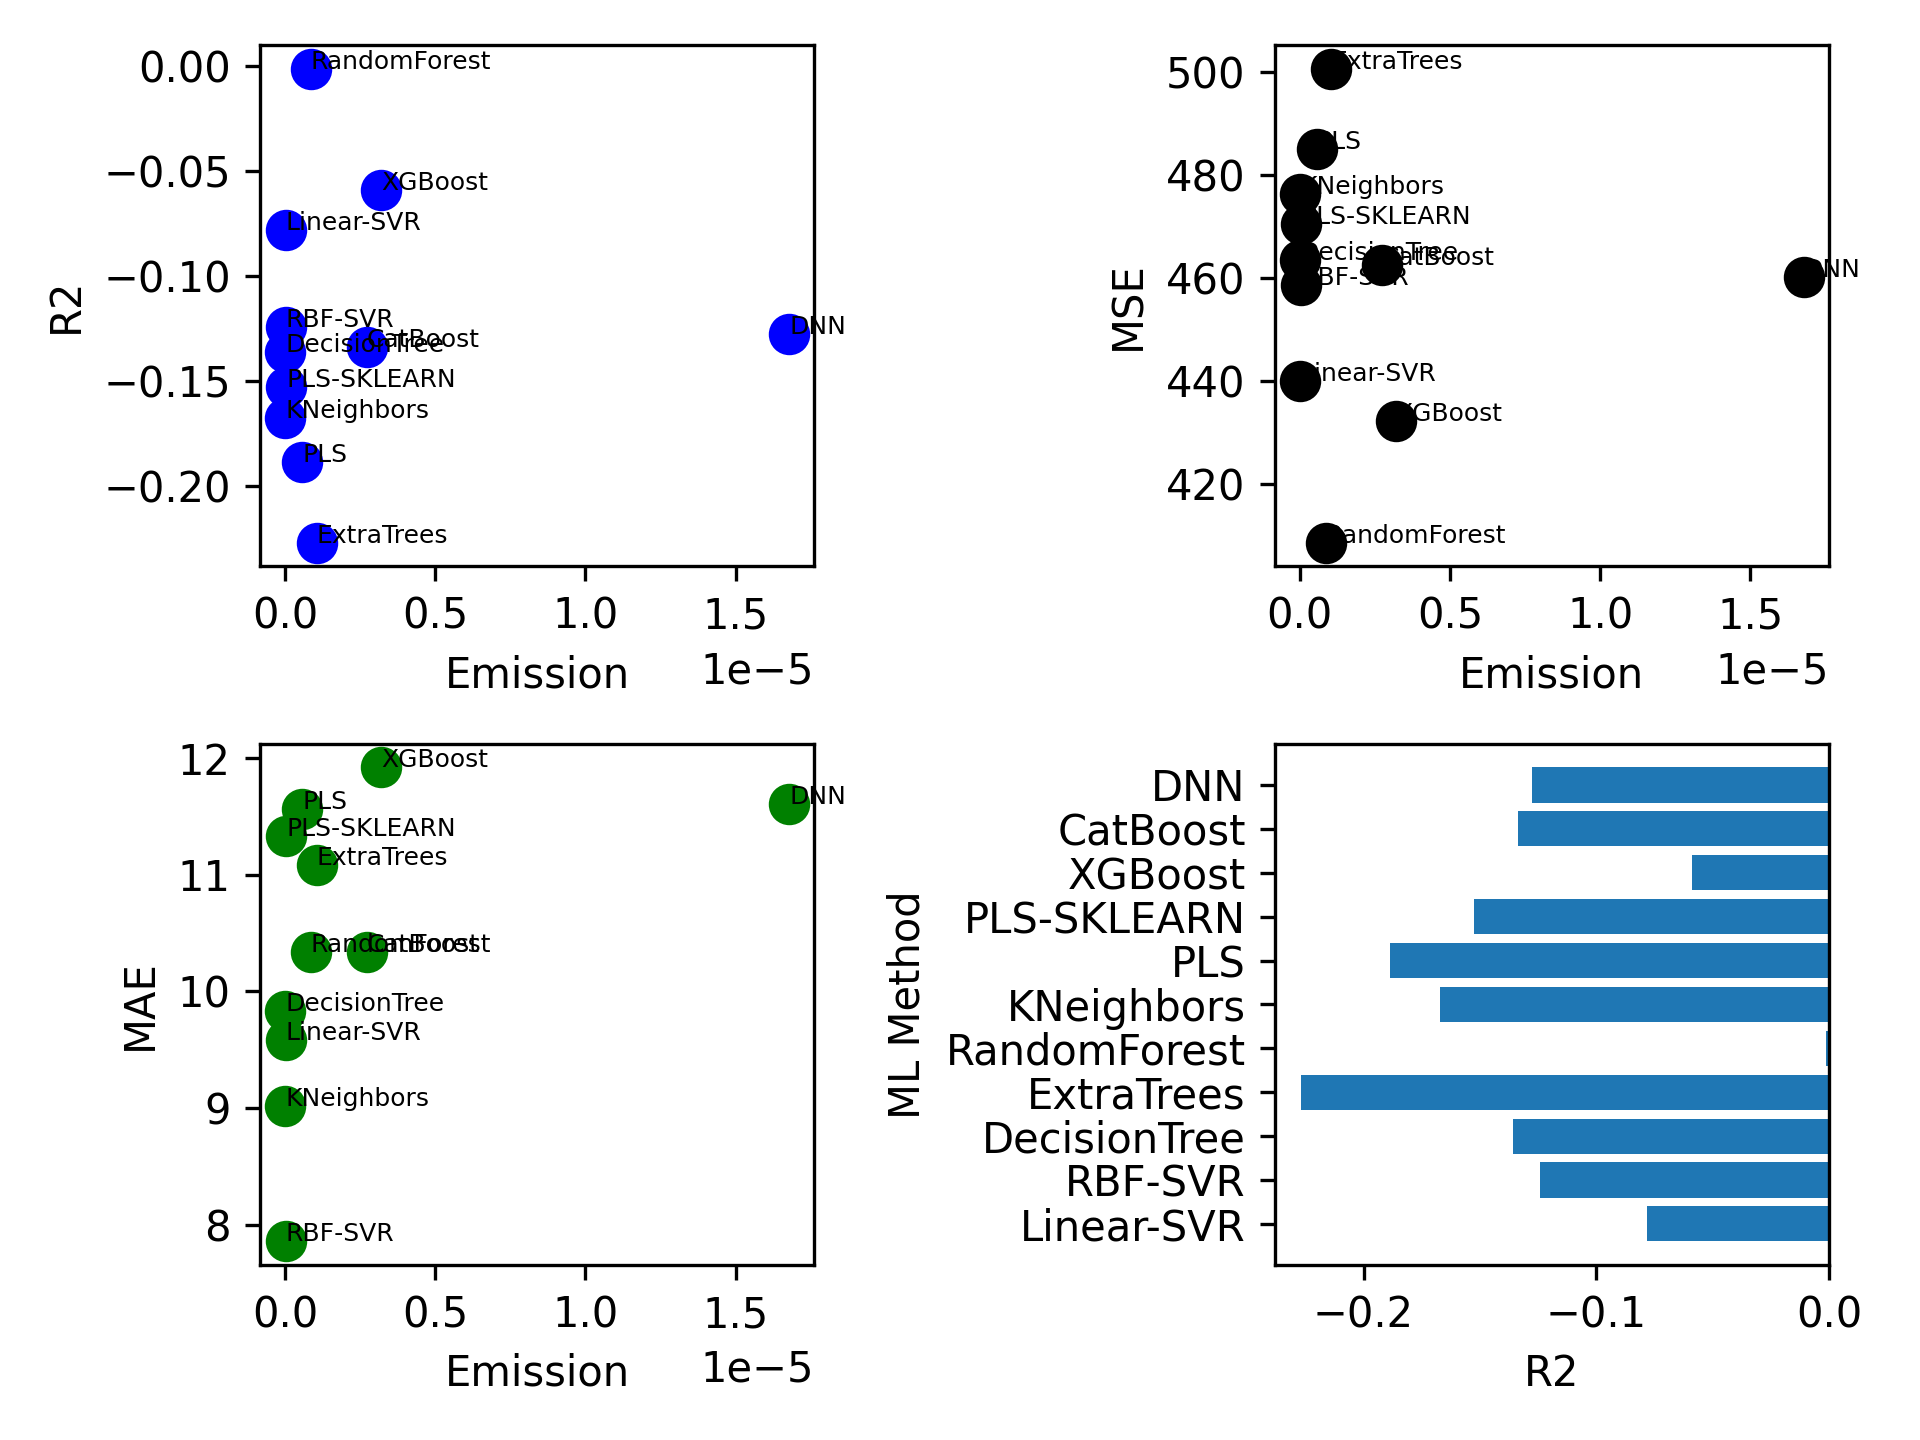 R2
0.00
−0.05
−0.10
−0.15
−0.20
RandomForest
XGBoost
Linear-SVR
RBF-SVR
CatBoost
DecisionTree
DNN
PLS-SKLEARN
KNeighbors
PLS
ExtraTrees
0.0 0.5 1.0 1.5
1e−5
Emission
MSE
500
480
460
440
420
ExtraTrees
PLS
KNeighbors
PLS-SKLEARN
DecisionTree
CatBoost
RBF-SVR
DNN
Linear-SVR
XGBoost
RandomForest
0.0 0.5 1.0 1.5
1e−5
Emission
MAE
12
11
10
9
8
XGBoost
PLS
DNN
PLS-SKLEARN
ExtraTrees
RandomForest
CatBoost
DecisionTree
Linear-SVR
KNeighbors
RBF-SVR
0.0 0.5 1.0 1.5
1e−5
Emission
ML Method
DNN
CatBoost
XGBoost
PLS-SKLEARN
PLS
KNeighbors
RandomForest
ExtraTrees
DecisionTree
RBF-SVR
Linear-SVR
−0.2 −0.1 0.0
R2